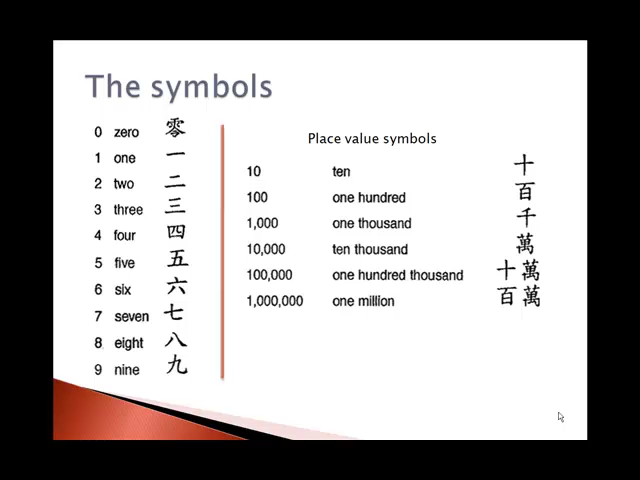 The symbols
0 zero 零
1 one 一
2 two 二
3 three 三
4 four 四
5 five 五
6 six 六
7 seven 七
8 eight 八
9 nine 九
Place value symbols
10 ten 十
100 one hundred 百
1,000 one thousand 千
10,000 ten thousand 萬
100,000 one hundred thousand 十萬
1,000,000 one million 百萬